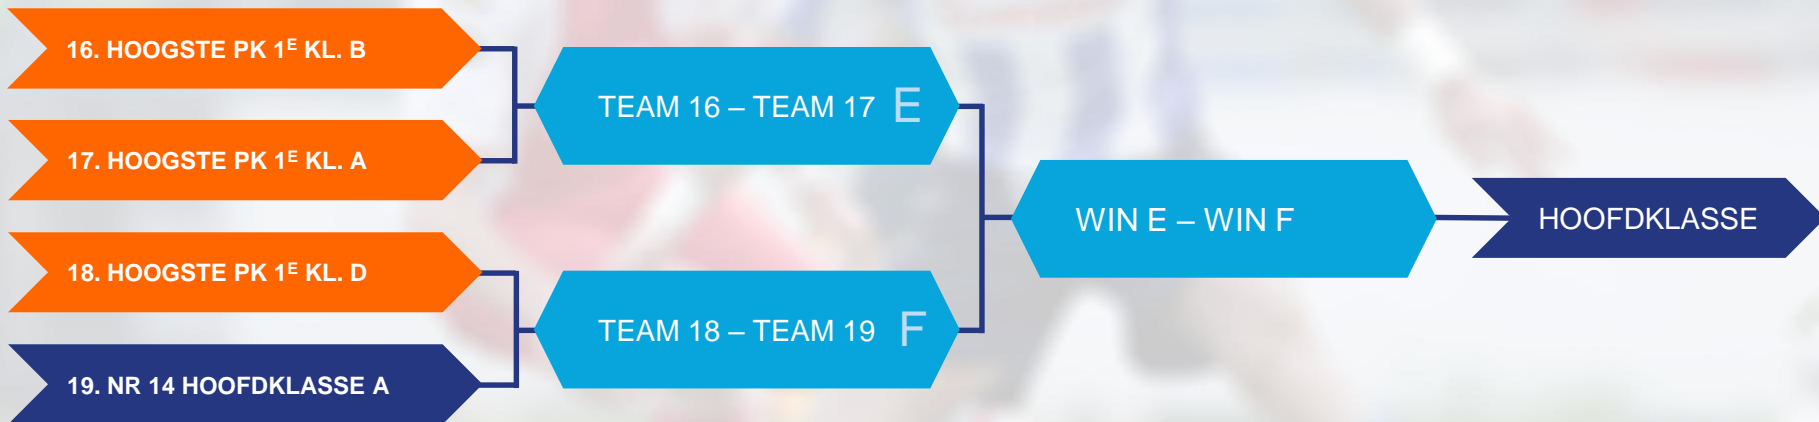 16. HOOGSTE PK 1ᴱ KL. B
17. HOOGSTE PK 1ᴱ KL. A
18. HOOGSTE PK 1ᴱ KL. D
19. NR 14 HOOFDKLASSE A
TEAM 16 – TEAM 17 E
TEAM 18 – TEAM 19 F
WIN E – WIN F
HOOFDKLASSE